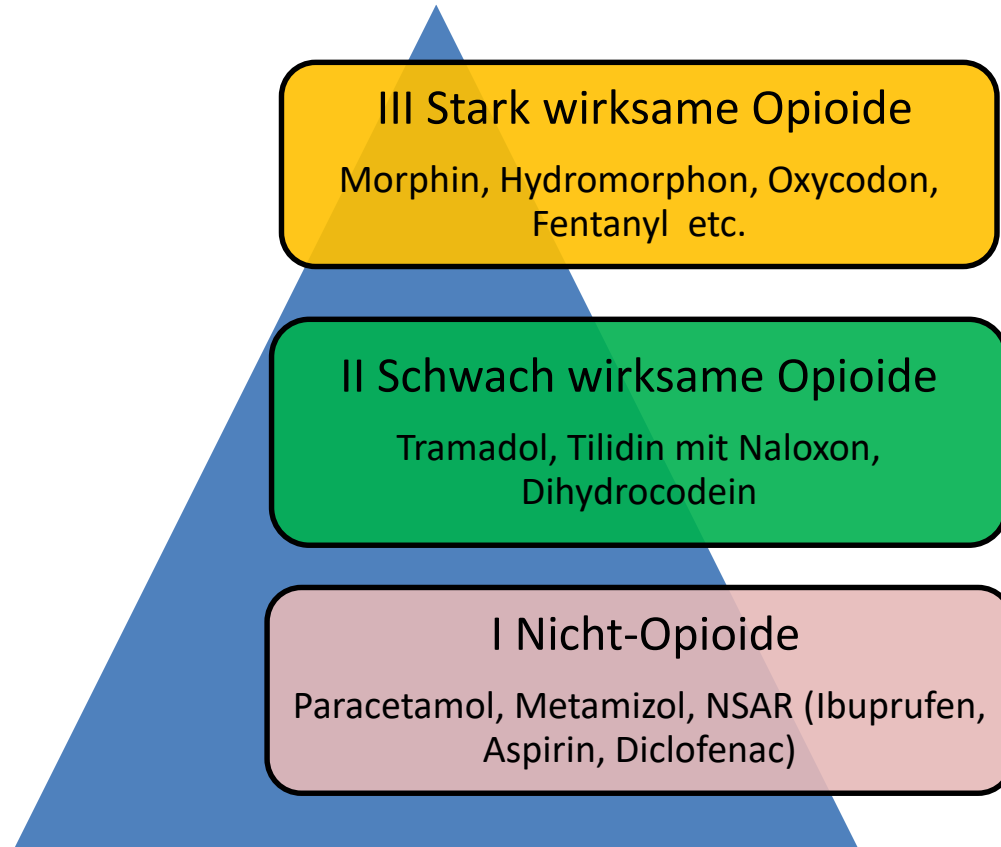 III Stark wirksame Opioide
Morphin, Hydromorphon, Oxycodon,
Fentanyl  etc.
II Schwach wirksame Opioide
Tramadol, Tilidin mit Naloxon,
Dihydrocodein
I Nicht-Opioide
Paracetamol, Metamizol, NSAR (Ibuprufen,
Aspirin, Diclofenac)